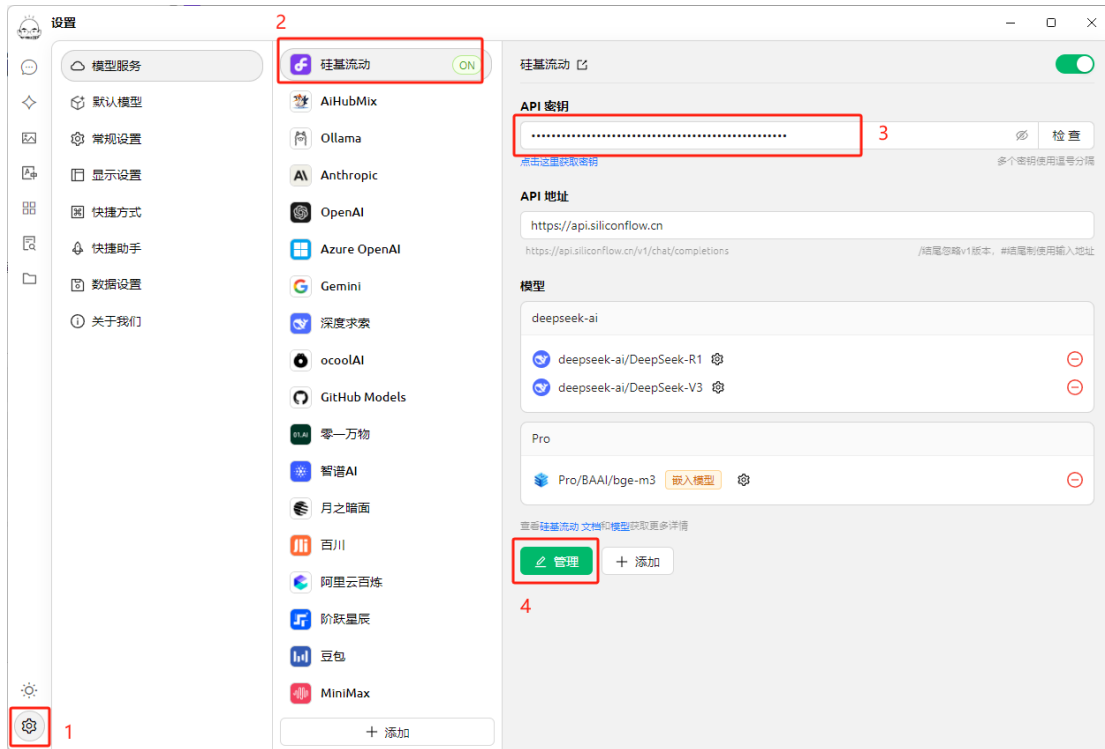 设置
2
模型服务
默认模型
常规设置
显示设置
快捷方式
快捷助手
数据设置
关于我们
1
硅基流动 ON
AiHubMix
Ollama
Anthropic
OpenAI
Azure OpenAI
Gemini
深度求索
ocoolAI
GitHub Models
零一万物
智谱AI
月之暗面
百川
阿里云百炼
阶跃星辰
豆包
MiniMax
+ 添加
硅基流动
API 密钥
3
检 查
点击这里获取密钥
多个密钥使用逗号分隔
API 地址
https://api.siliconflow.cn
https://api.siliconflow.cn/v1/chat/completions
/结尾忽略v1版本，#结尾制使用输入地址
模型
deepseek-ai
deepseek-ai/DeepSeek-R1
deepseek-ai/DeepSeek-V3
Pro
Pro/BAAI/bge-m3 嵌入模型
查看硅基流动 文档和模型获取更多详情
管理
+ 添加
4